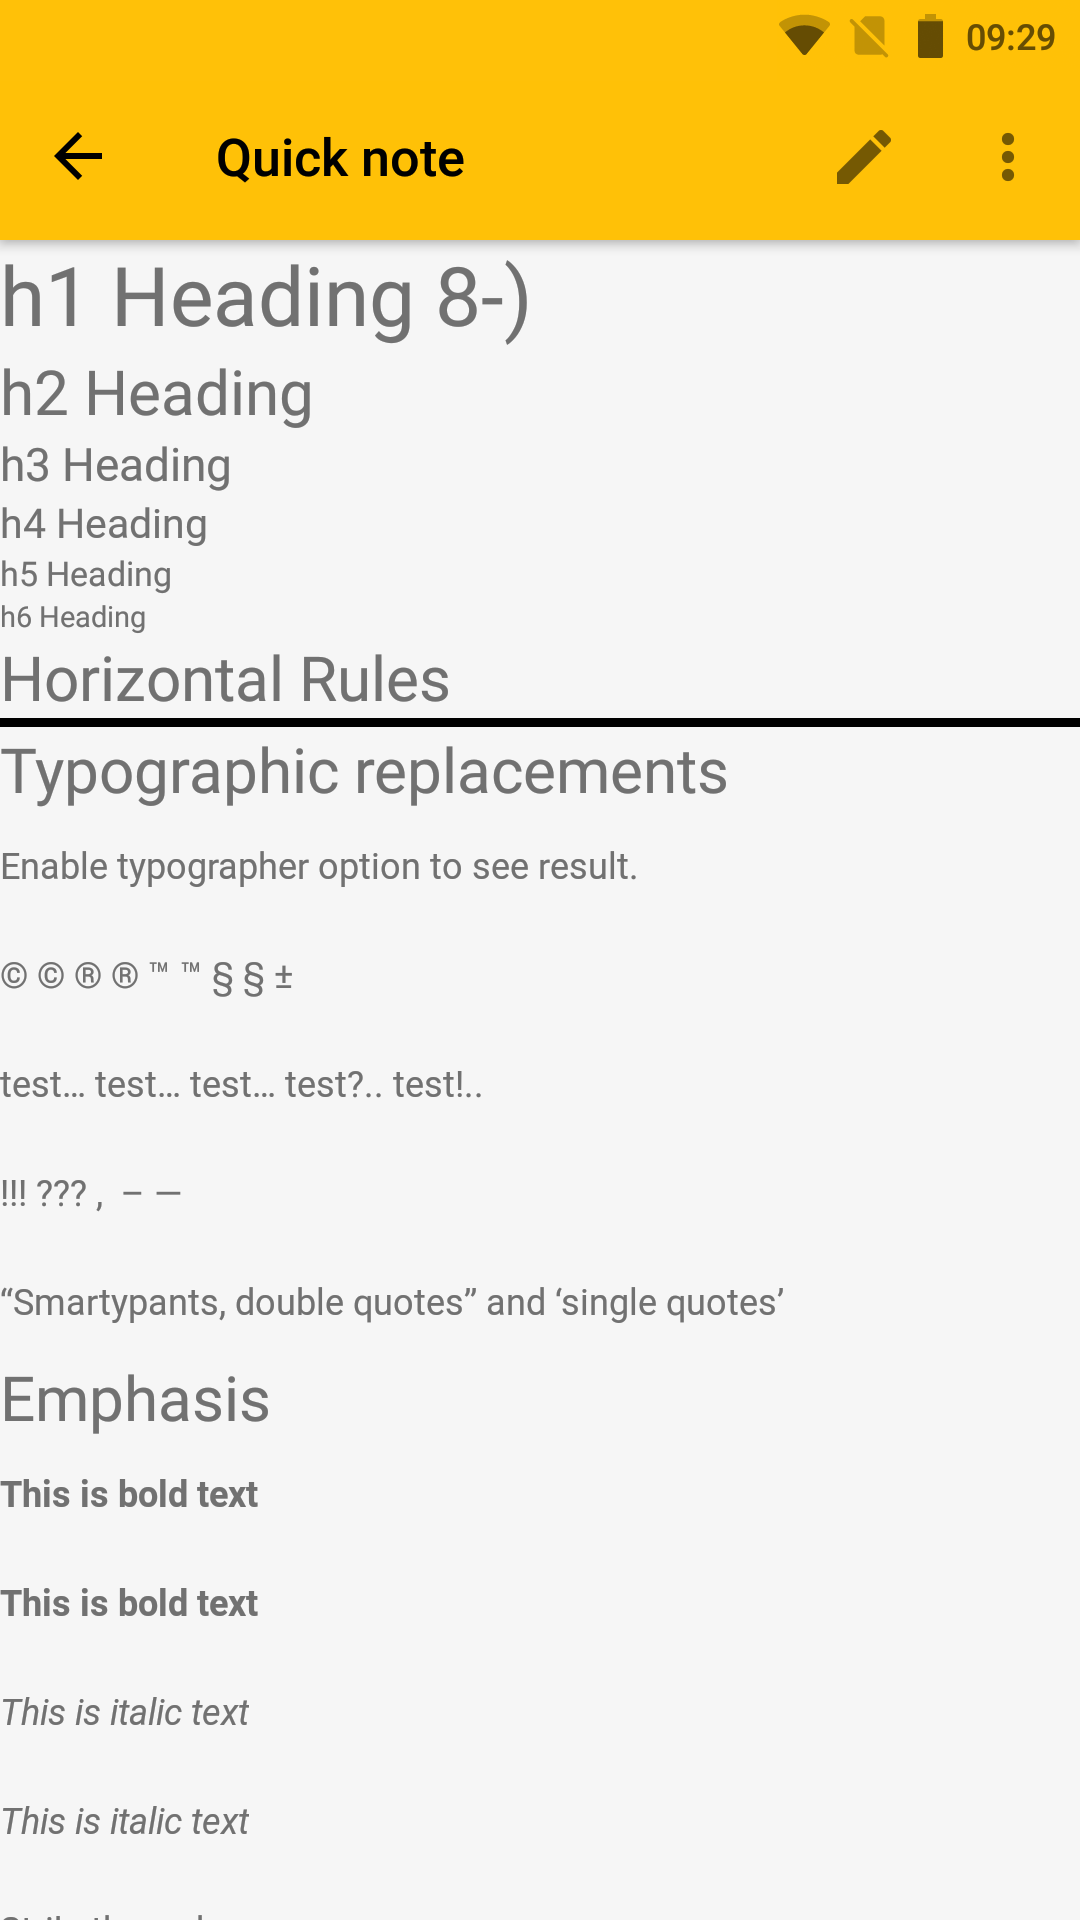 09:29
Quick note
h1 Heading 8-)
h2 Heading
h3 Heading
h4 Heading
h5 Heading
h6 Heading
Horizontal Rules
Typographic replacements
Enable typographer option to see result.
© © ® ® ™ ™ § § ±
test… test… test… test?.. test!..
!!! ??? ,  – —
“Smartypants, double quotes” and ‘single quotes’
Emphasis
This is bold text
This is bold text
This is italic text
This is italic text